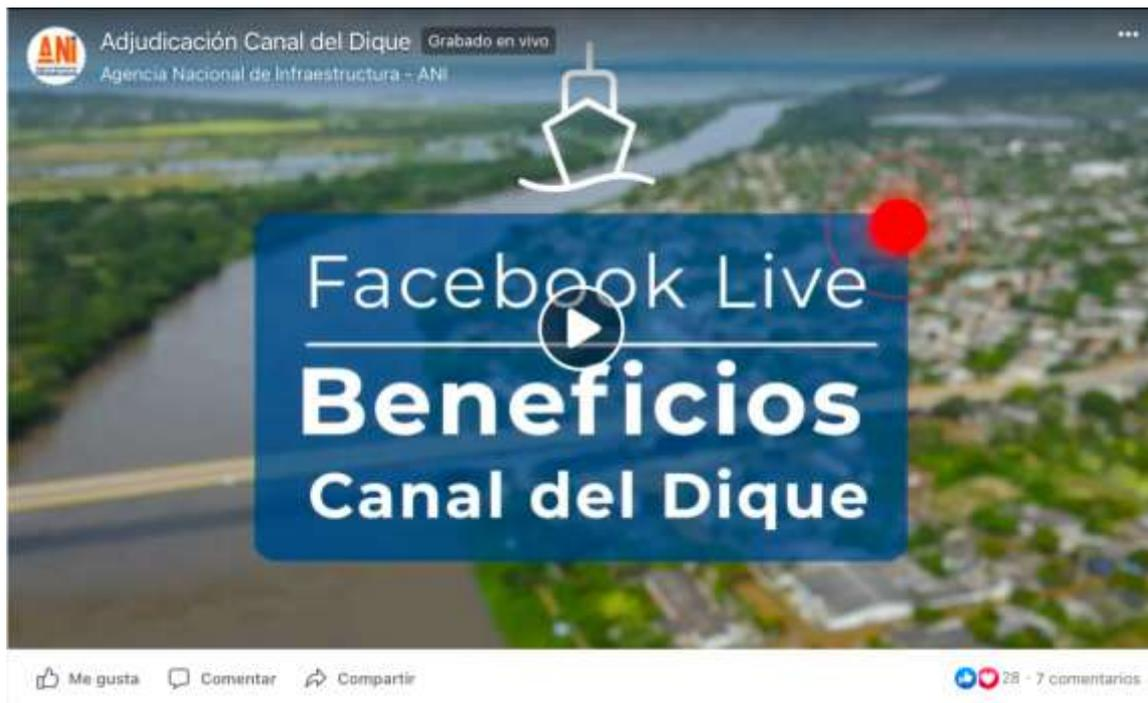 ANI
Adjudicación Canal del Dique Grabado en vivo
Agencia Nacional de Infraestructura - ANI
Facebook Live
Beneficios
Canal del Dique
Me gusta Comentar Compartir 28 · 7 comentarios